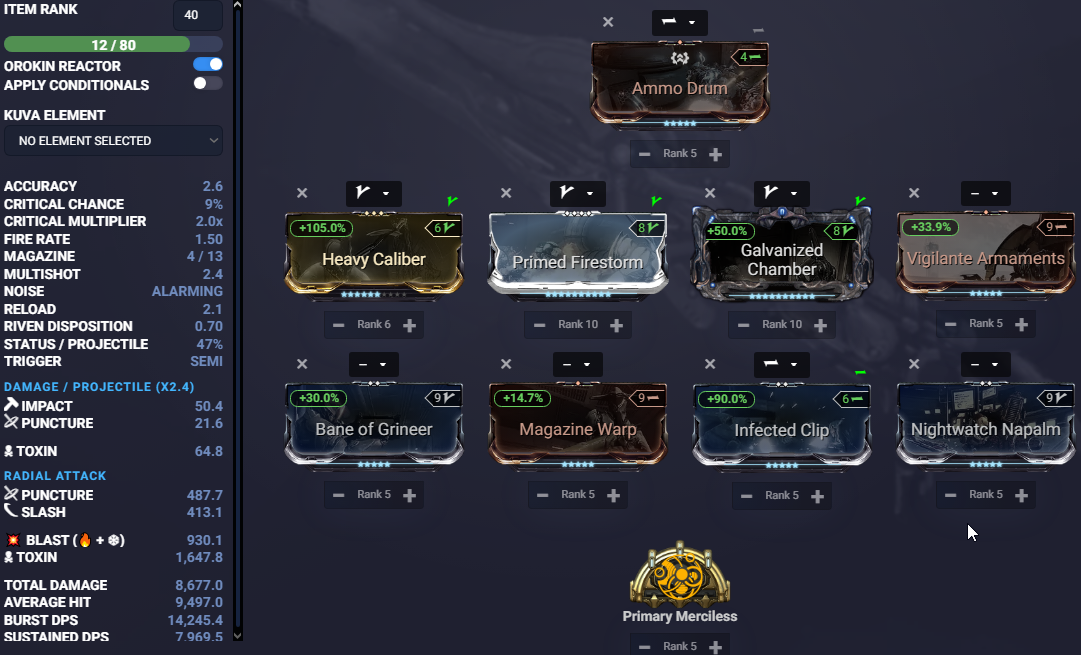 ITEM RANK
40
12 / 80
OROKIN REACTOR
APPLY CONDITIONALS
KUVA ELEMENT
NO ELEMENT SELECTED
ACCURACY 2.6
CRITICAL CHANCE 9%
CRITICAL MULTIPLIER 2.0x
FIRE RATE 1.50
MAGAZINE 4 / 13
MULTISHOT 2.4
NOISE ALARMING
RELOAD 2.1
RIVEN DISPOSITION 0.70
STATUS / PROJECTILE 47%
TRIGGER SEMI
DAMAGE / PROJECTILE (X2.4)
IMPACT 50.4
PUNCTURE 21.6
TOXIN 64.8
RADIAL ATTACK
PUNCTURE 487.7
SLASH 413.1
BLAST ( + ) 930.1
TOXIN 1,647.8
TOTAL DAMAGE 8,677.0
AVERAGE HIT 9,497.0
BURST DPS 14,245.4
SUSTAINED DPS 7,969.5
4
Ammo Drum
Rank 5
+105.0% 6
Heavy Caliber
Rank 6
8
Primed Firestorm
Rank 10
+50.0% 8
Galvanized
Chamber
Rank 10
+33.9% 9
Vigilante Armaments
Rank 5
+30.0% 9
Bane of Grineer
Rank 5
+14.7% 9
Magazine Warp
Rank 5
+90.0% 6
Infected Clip
Rank 5
9
Nightwatch Napalm
Rank 5
Primary Merciless
Rank 5